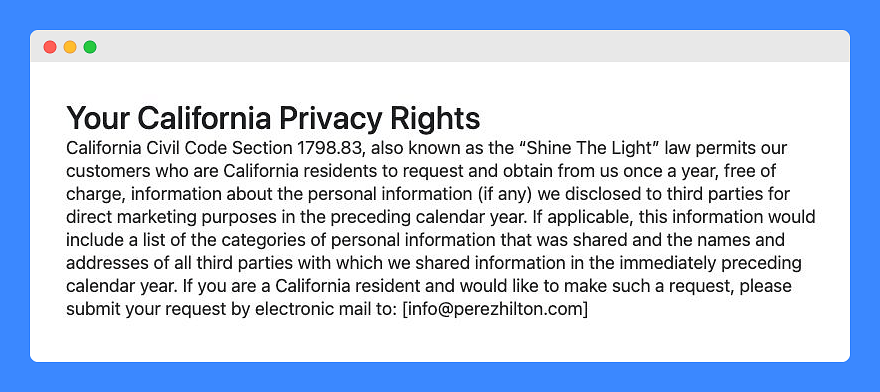 Your California Privacy Rights
California Civil Code Section 1798.83, also known as the “Shine The Light” law permits our
customers who are California residents to request and obtain from us once a year, free of
charge, information about the personal information (if any) we disclosed to third parties for
direct marketing purposes in the preceding calendar year. If applicable, this information would
include a list of the categories of personal information that was shared and the names and
addresses of all third parties with which we shared information in the immediately preceding
calendar year. If you are a California resident and would like to make such a request, please
submit your request by electronic mail to: [info@perezhilton.com]